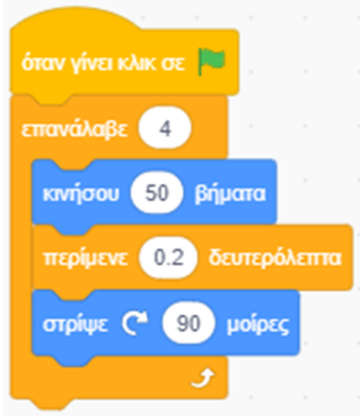 όταν γίνει κλικ σε
επανάλαβε 4
κινήσου 50 βήματα
περίμενε 0.2 δευτερόλεπτα
στρίψε 90 μοίρες